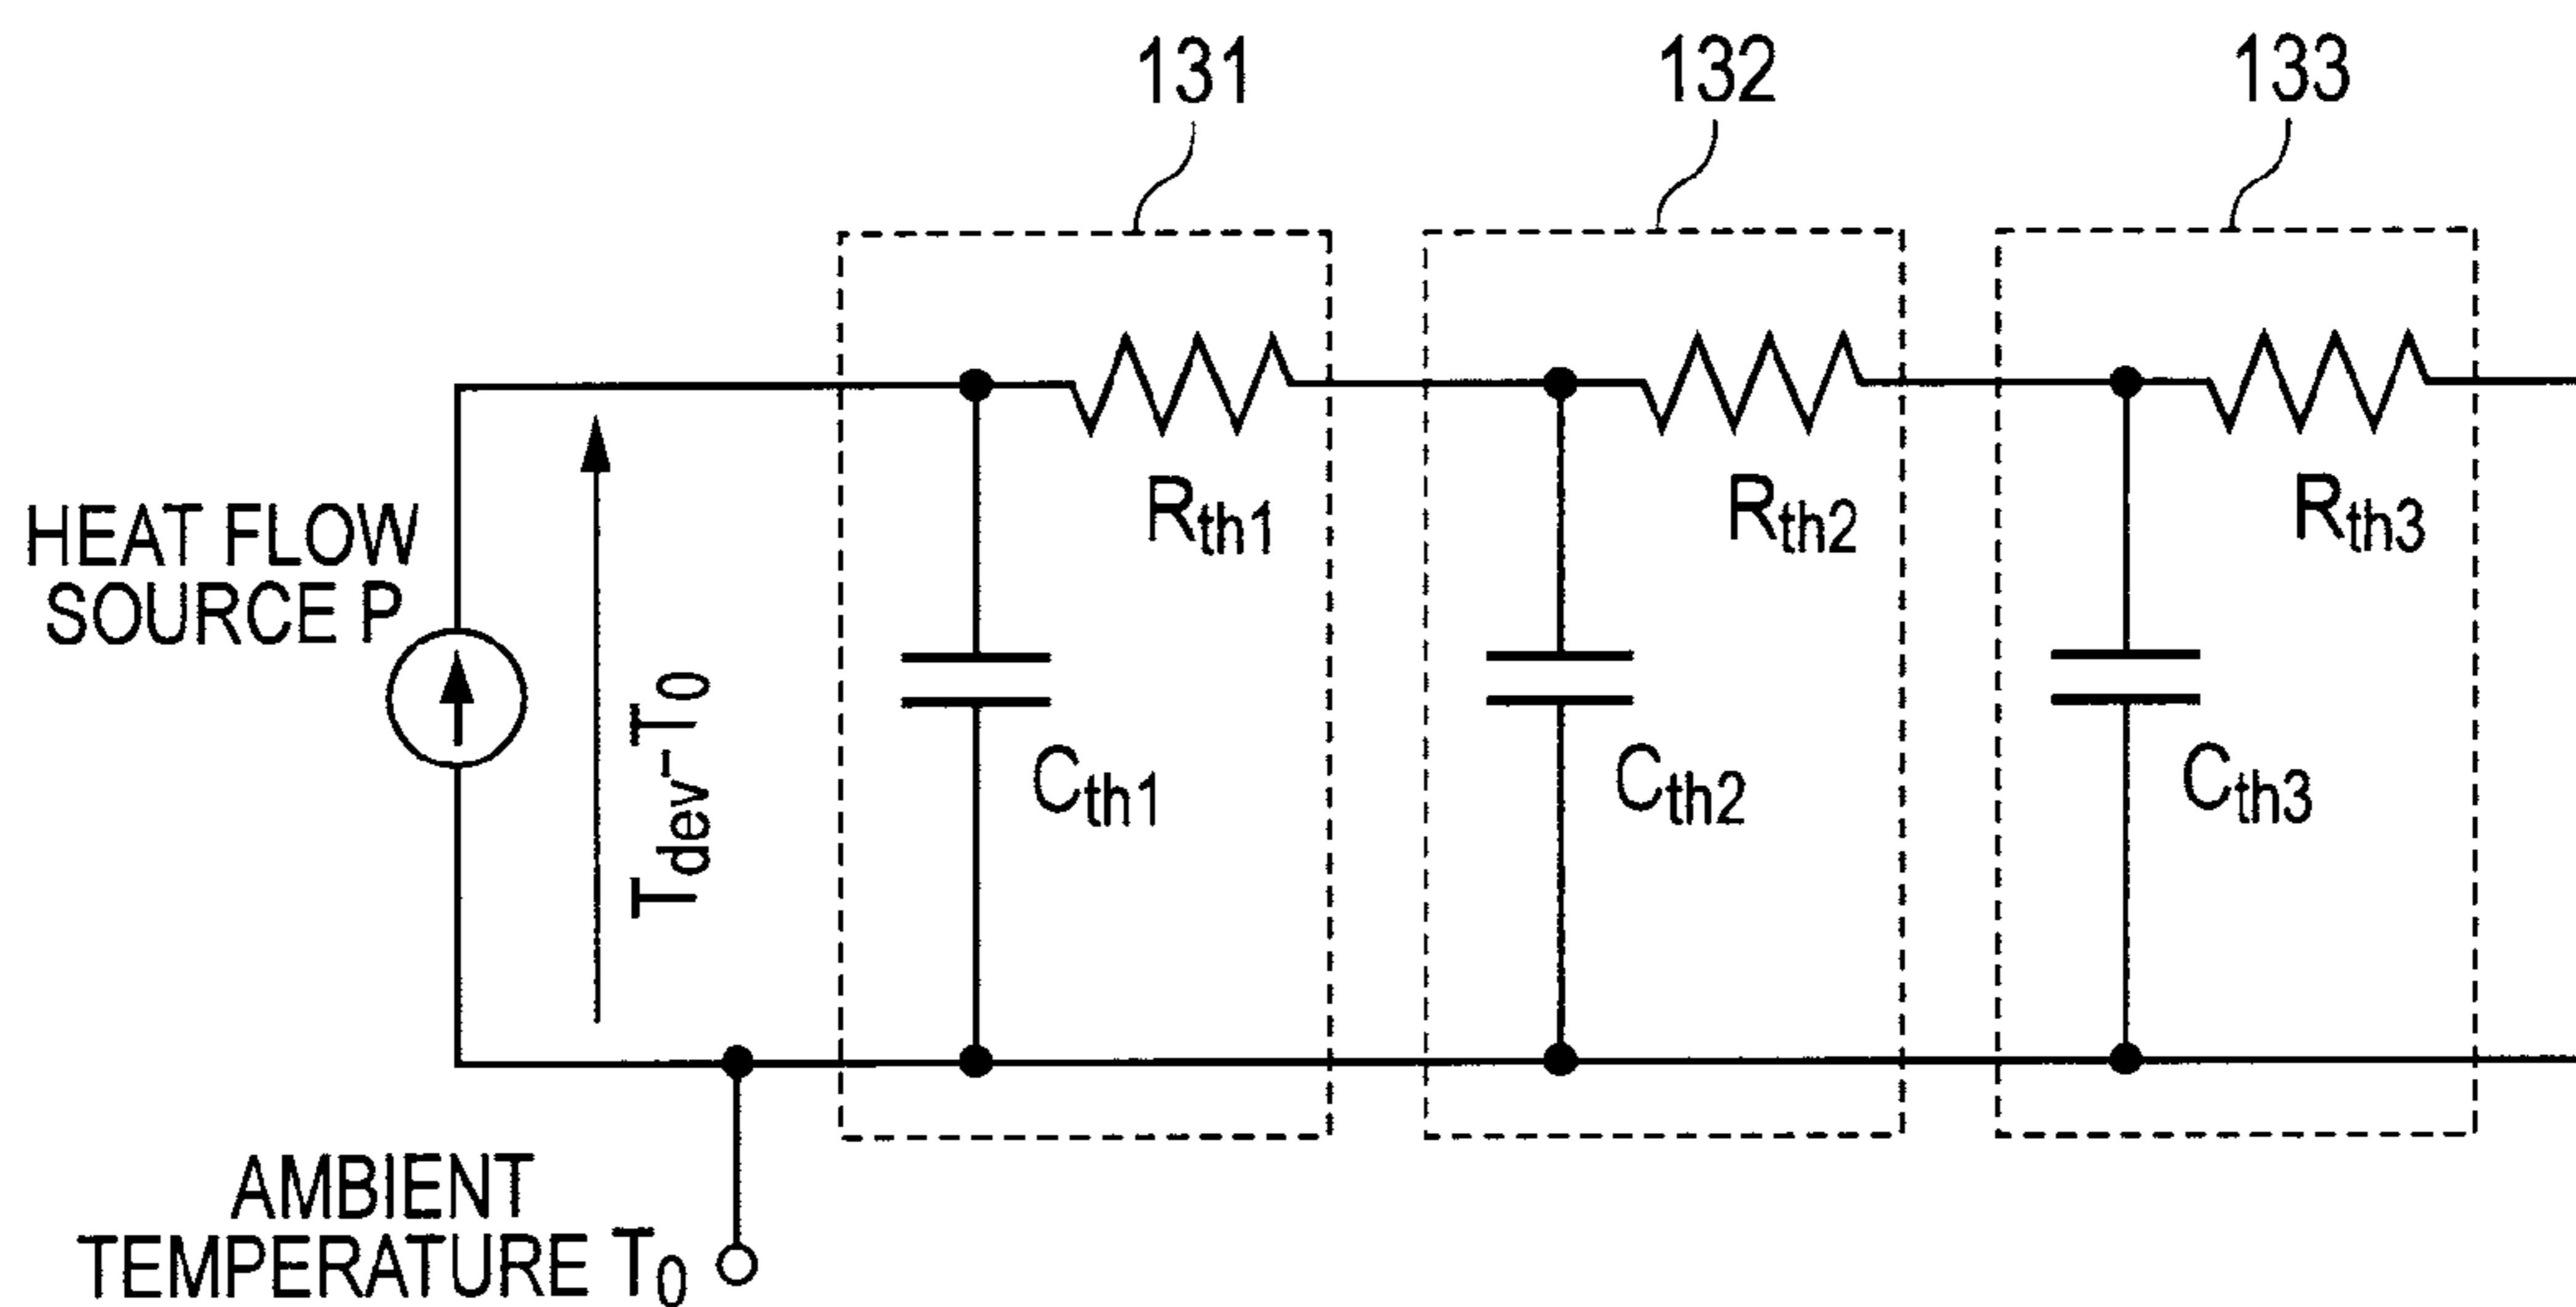 131
132
133
HEAT FLOW
SOURCE P
Tdev-T0
Rth1
Rth2
Rth3
Cth1
Cth2
Cth3
AMBIENT
TEMPERATURE T0